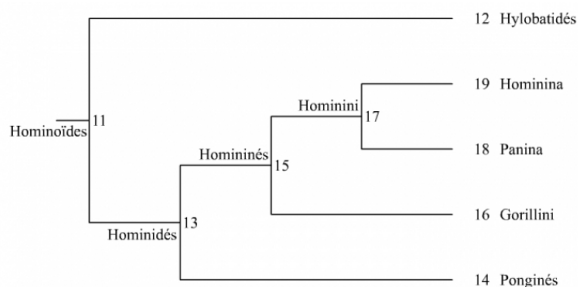 12 Hylobatidés
19 Hominina
Hominini
17
11
Hominoïdes
18 Panina
Homininés
15
16 Gorillini
13
Hominidés
14 Ponginés